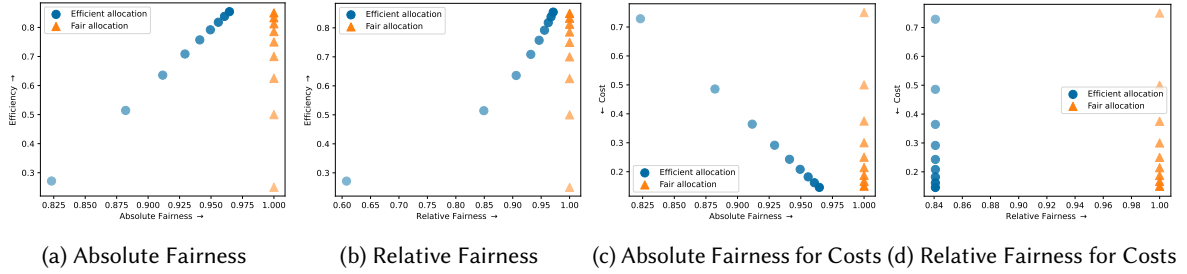 Efficient allocation
Fair allocation
Efficiency →
0.8
0.7
0.6
0.5
0.4
0.3
0.825 0.850 0.875 0.900 0.925 0.950 0.975 1.000
Absolute Fairness →
(a) Absolute Fairness
Efficient allocation
Fair allocation
Efficiency →
0.8
0.7
0.6
0.5
0.4
0.3
0.60 0.65 0.70 0.75 0.80 0.85 0.90 0.95 1.00
Relative Fairness →
(b) Relative Fairness
← Cost
0.7
0.6
0.5
0.4
0.3
0.2
Efficient allocation
Fair allocation
0.825 0.850 0.875 0.900 0.925 0.950 0.975 1.000
Absolute Fairness →
(c) Absolute Fairness for Costs
← Cost
0.7
0.6
0.5
0.4
0.3
0.2
Efficient allocation
Fair allocation
0.84 0.86 0.88 0.90 0.92 0.94 0.96 0.98 1.00
Relative Fairness →
(d) Relative Fairness for Costs